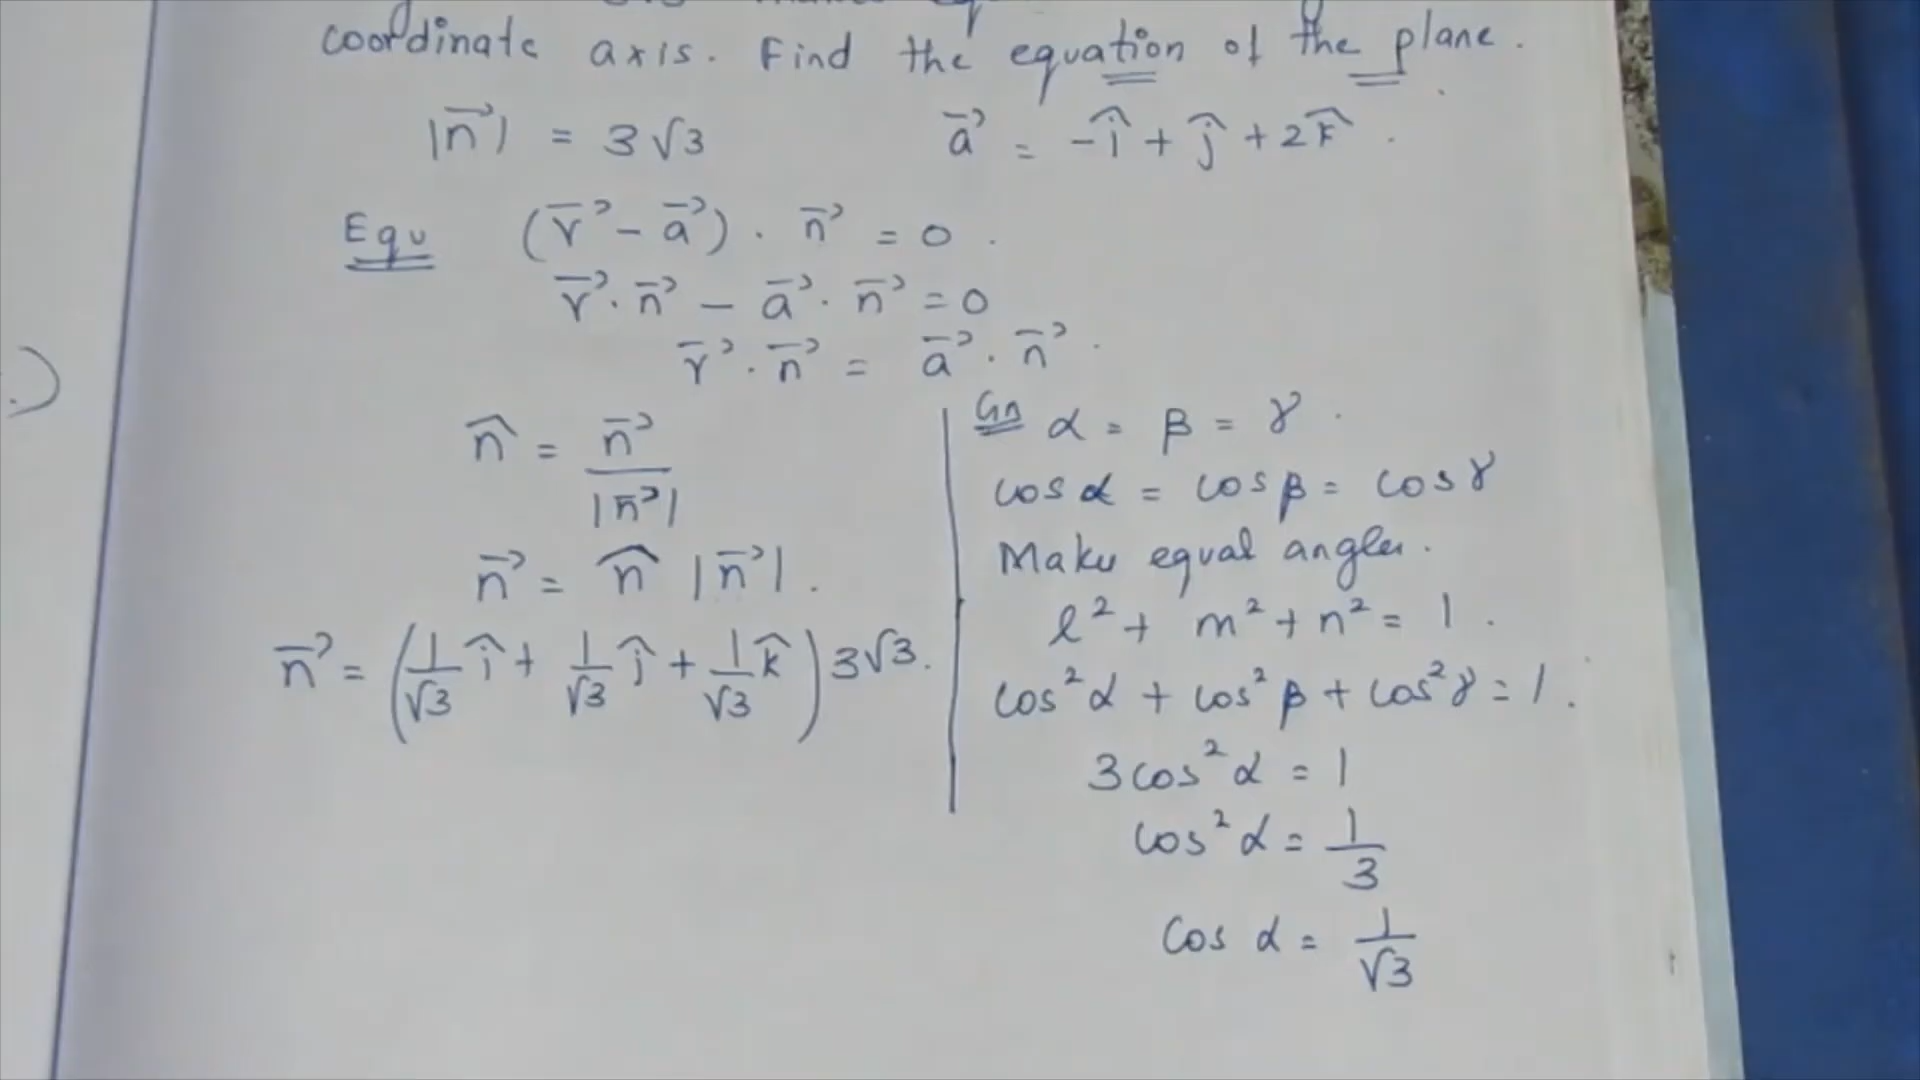 coordinate axis. Find the equation of the plane.
|n⃗| = 3√3    a⃗ = -î + ĵ + 2k̂.
Equ (r⃗ - a⃗) . n⃗ = 0.
r⃗ . n⃗ - a⃗ . n⃗ = 0
r⃗ . n⃗ = a⃗ . n⃗.
n̂ = n⃗ / |n⃗|
n⃗ = n̂ |n⃗|.
n⃗ = (1/√3 î + 1/√3 ĵ + 1/√3 k̂) 3√3.
Gn α = β = γ.
cos α = cos β = cos γ
Makes equal angles.
l² + m² + n² = 1.
cos²α + cos²β + cos²γ = 1.
3cos²α = 1
cos²α = 1/3
Cos α = 1/√3